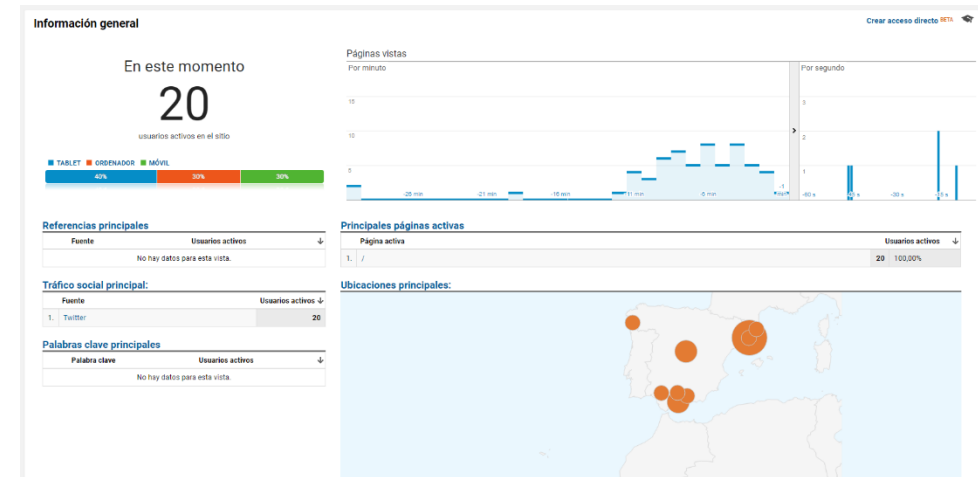 Información general
Crear acceso directo BETA
En este momento
20
usuarios activos en el sitio
TABLET ORDENADOR MÓVIL
40% 30% 30%
Páginas vistas
Por minuto
Por segundo
15
10
5
3
2
1
-26 min
-21 min
-16 min
-11 min
-6 min
-1
-60 s
-45 s
-30 s
-15 s
Referencias principales
Fuente Usuarios activos
No hay datos para esta vista.
Principales páginas activas
Página activa Usuarios activos
1. / 20 100,00%
Tráfico social principal:
Fuente Usuarios activos
1. Twitter 20
Palabras clave principales
Palabra clave Usuarios activos
No hay datos para esta vista.
Ubicaciones principales: